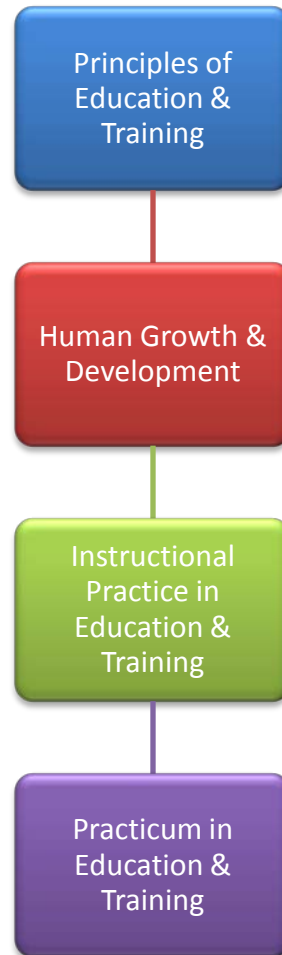 Principles of
Education &
Training
Human Growth &
Development
Instructional
Practice in
Education &
Training
Practicum in
Education &
Training